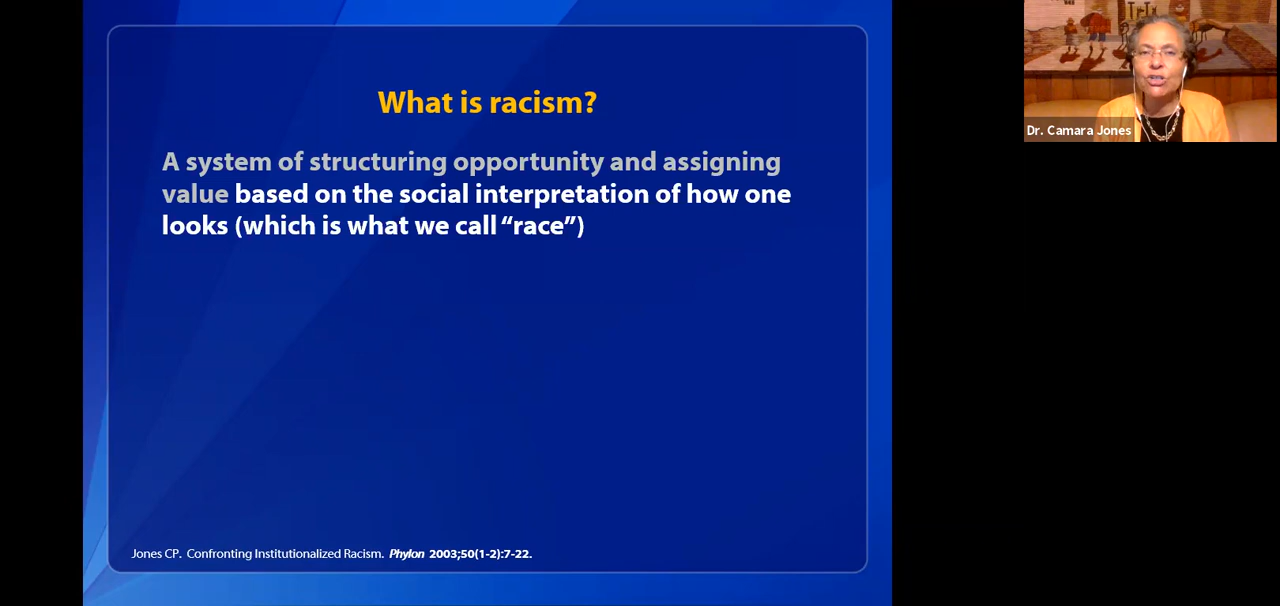 What is racism?
A system of structuring opportunity and assigning
value based on the social interpretation of how one
looks (which is what we call “race”)
Jones CP. Confronting Institutionalized Racism. Phylon 2003;50(1-2):7-22.
Dr. Camara Jones